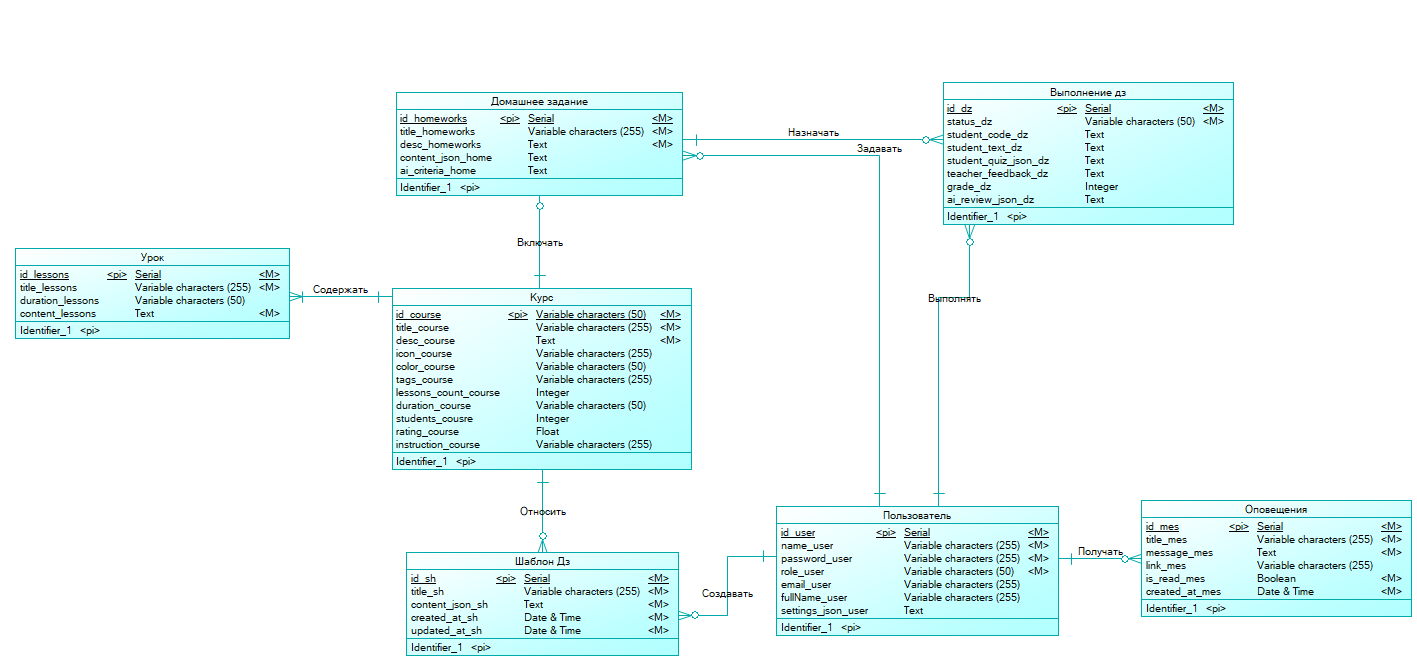 Домашнее задание
id_homeworks <pi> Serial <M>
title_homeworks Variable characters (255) <M>
desc_homeworks Text <M>
content_json_home Text
ai_criteria_home Text
Identifier_1 <pi>
Выполнение дз
id_dz <pi> Serial <M>
status_dz Variable characters (50) <M>
student_code_dz Text
student_text_dz Text
student_quiz_json_dz Text
teacher_feedback_dz Text
grade_dz Integer
ai_review_json_dz Text
Identifier_1 <pi>
Назначать
Задавать
Включать
Урок
id_lessons <pi> Serial <M>
title_lessons Variable characters (255) <M>
duration_lessons Variable characters (50)
content_lessons Text <M>
Identifier_1 <pi>
Содержать
Курс
id_course <pi> Variable characters (50) <M>
title_course Variable characters (255) <M>
desc_course Text <M>
icon_course Variable characters (255)
color_course Variable characters (50)
tags_course Variable characters (255)
lessons_count_course Integer
duration_course Variable characters (50)
students_cousre Integer
rating_course Float
instruction_course Variable characters (255)
Identifier_1 <pi>
Выполнять
Относить
Шаблон Дз
id_sh <pi> Serial <M>
title_sh Variable characters (255) <M>
content_json_sh Text <M>
created_at_sh Date & Time <M>
updated_at_sh Date & Time <M>
Identifier_1 <pi>
Создавать
Пользователь
id_user <pi> Serial <M>
name_user Variable characters (255) <M>
password_user Variable characters (255) <M>
role_user Variable characters (50) <M>
email_user Variable characters (255)
fullName_user Variable characters (255)
settings_json_user Text
Identifier_1 <pi>
Получать
Оповещения
id_mes <pi> Serial <M>
title_mes Variable characters (255) <M>
message_mes Text <M>
link_mes Variable characters (255)
is_read_mes Boolean <M>
created_at_mes Date & Time <M>
Identifier_1 <pi>